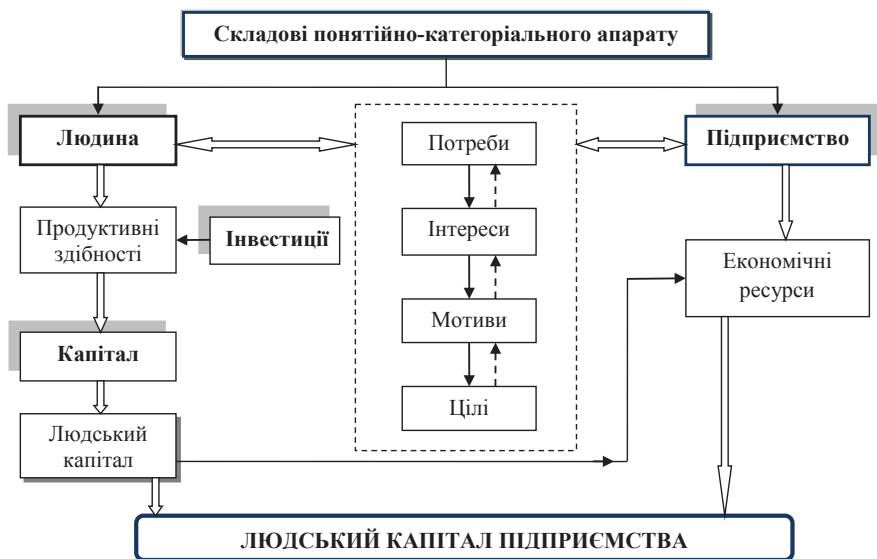 Складові понятійно-категоріального апарату
Людина
Потреби
Підприємство
Продуктивні
здібності
Інвестиції
Інтереси
Економічні
ресурси
Мотиви
Капітал
Цілі
Людський
капітал
ЛЮДСЬКИЙ КАПІТАЛ ПІДПРИЄМСТВА